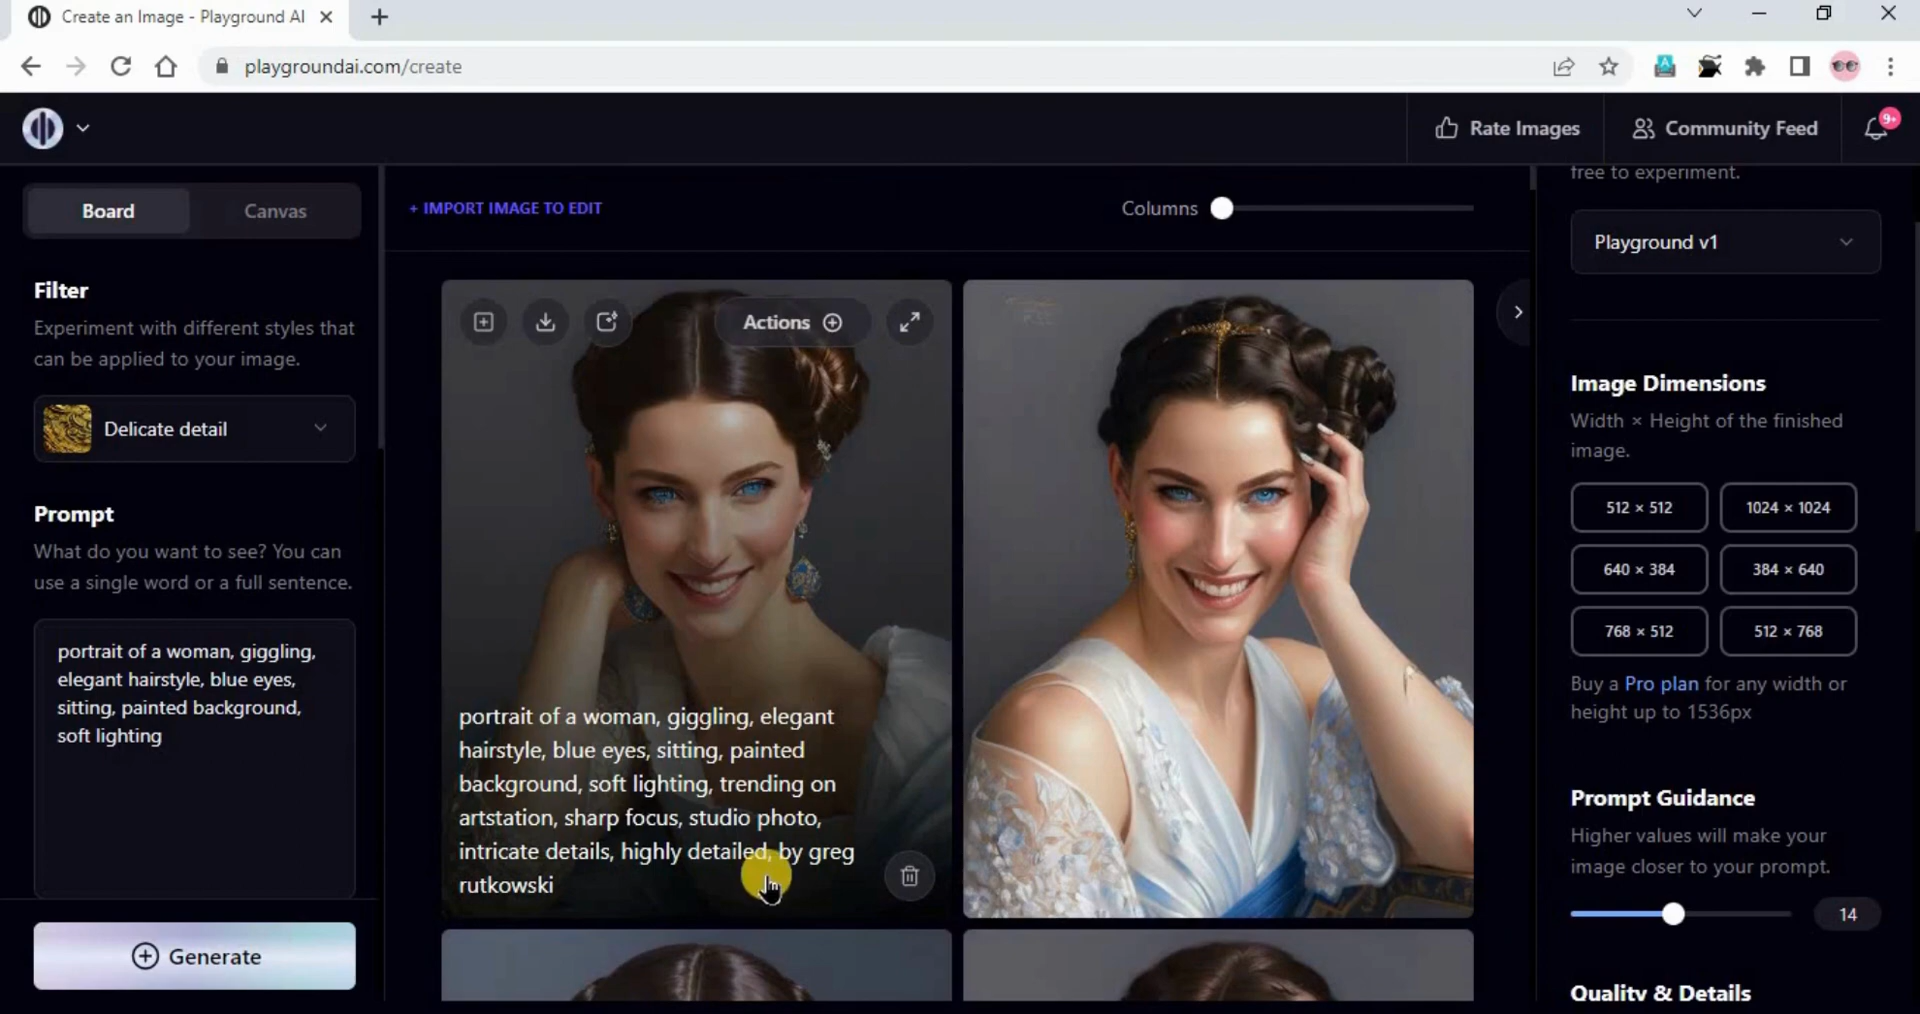 Create an Image - Playground AI
playgroundai.com/create
Rate Images
Community Feed
9+
Board
Canvas
+ IMPORT IMAGE TO EDIT
Columns
free to experiment.
Playground v1
Filter
Experiment with different styles that
can be applied to your image.
Delicate detail
Prompt
What do you want to see? You can
use a single word or a full sentence.
portrait of a woman, giggling,
elegant hairstyle, blue eyes,
sitting, painted background,
soft lighting
Generate
Actions
portrait of a woman, giggling, elegant
hairstyle, blue eyes, sitting, painted
background, soft lighting, trending on
artstation, sharp focus, studio photo,
intricate details, highly detailed, by greg
rutkowski
Image Dimensions
Width × Height of the finished
image.
512 × 512
1024 × 1024
640 × 384
384 × 640
768 × 512
512 × 768
Buy a Pro plan for any width or
height up to 1536px
Prompt Guidance
Higher values will make your
image closer to your prompt.
14
Quality & Details